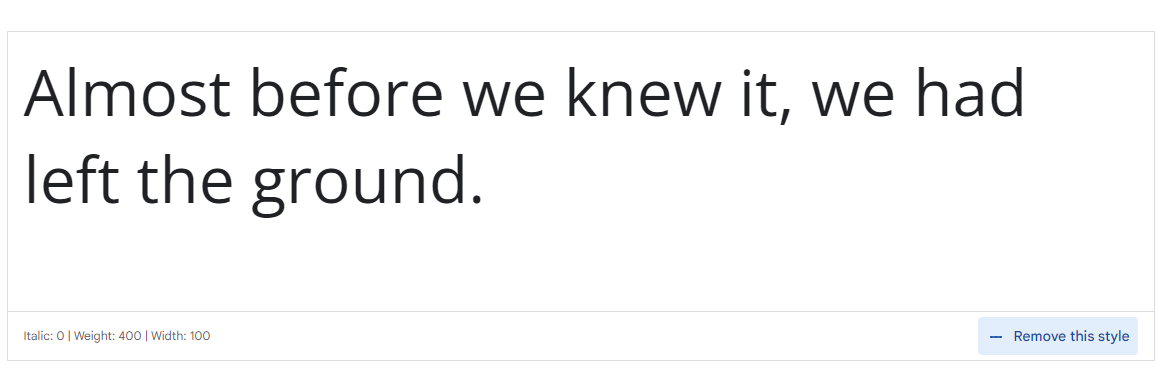 Almost before we knew it, we had
left the ground.
Italic: 0 | Weight: 400 | Width: 100
— Remove this style